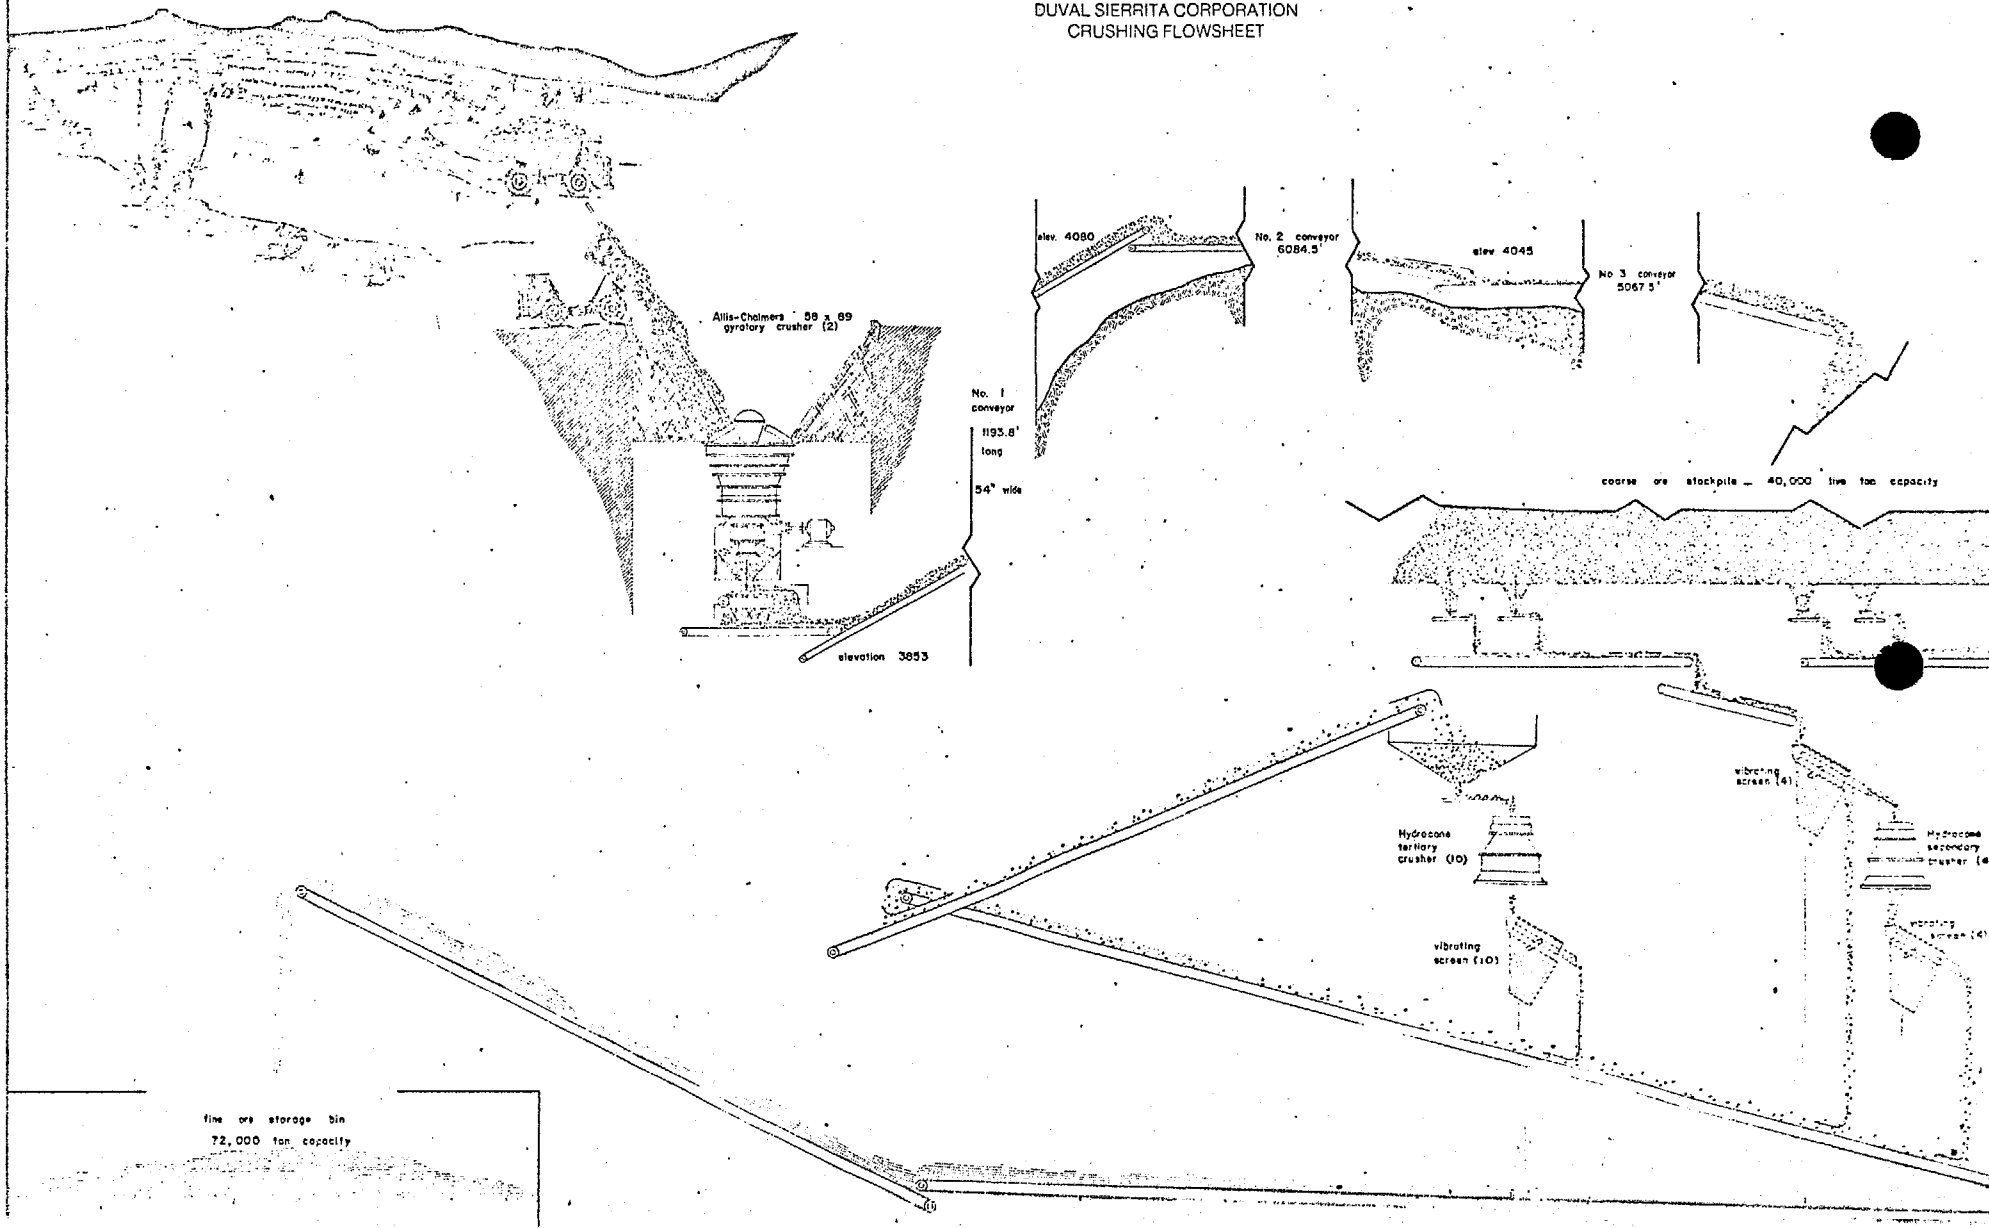 DUVAL SIERRITA CORPORATION
CRUSHING FLOWSHEET
elev. 4080
No. 2 conveyor
6084.5'
elev 4045
No 3 conveyor
5067 5'
Allis-Chalmers 58 x 89
gyratory crusher (2)
No. 1
conveyor
1193.8'
long
54" wide
elevation 3853
coarse ore stockpile — 40,000 live ton capacity
vibrating
screen (4)
Hydrocone
tertiary
crusher (10)
Hydrocone
secondary
crusher (4
vibrating
screen (10)
vibrating
screen (4)
fine ore storage bin
72,000 ton capacity